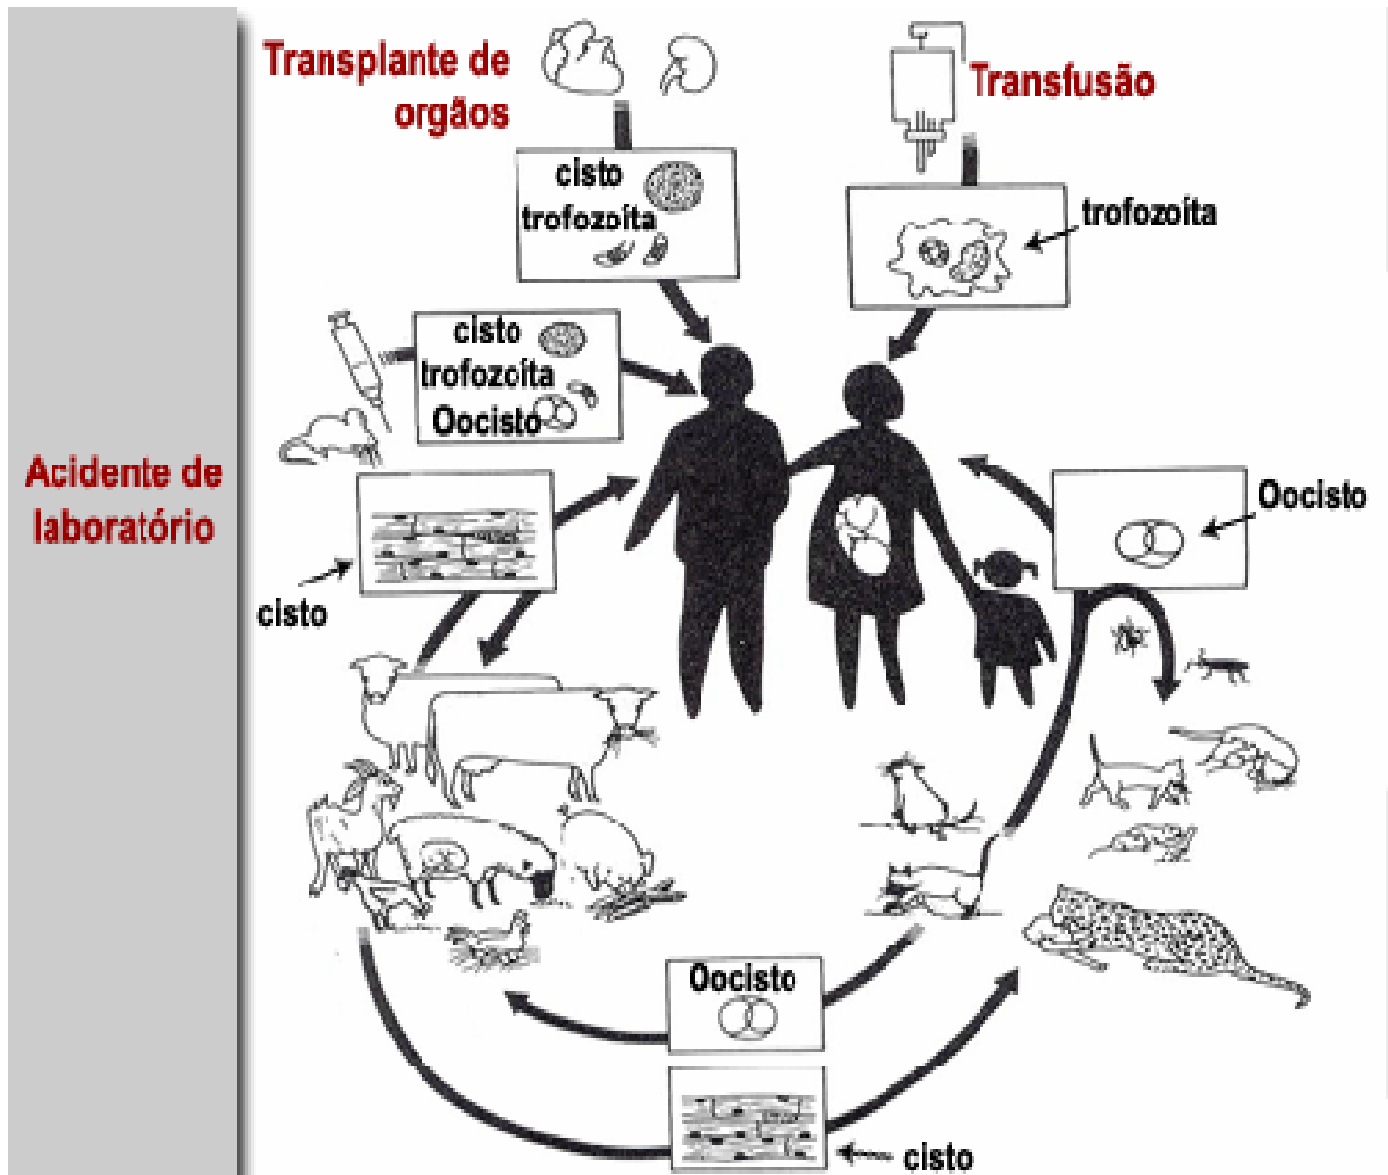 Transplante de
orgãos
Transfusão
cisto
trofozoíta
trofozoíta
cisto
trofozoíta
Oocisto
Acidente de
laboratório
Oocisto
cisto
Oocisto
cisto